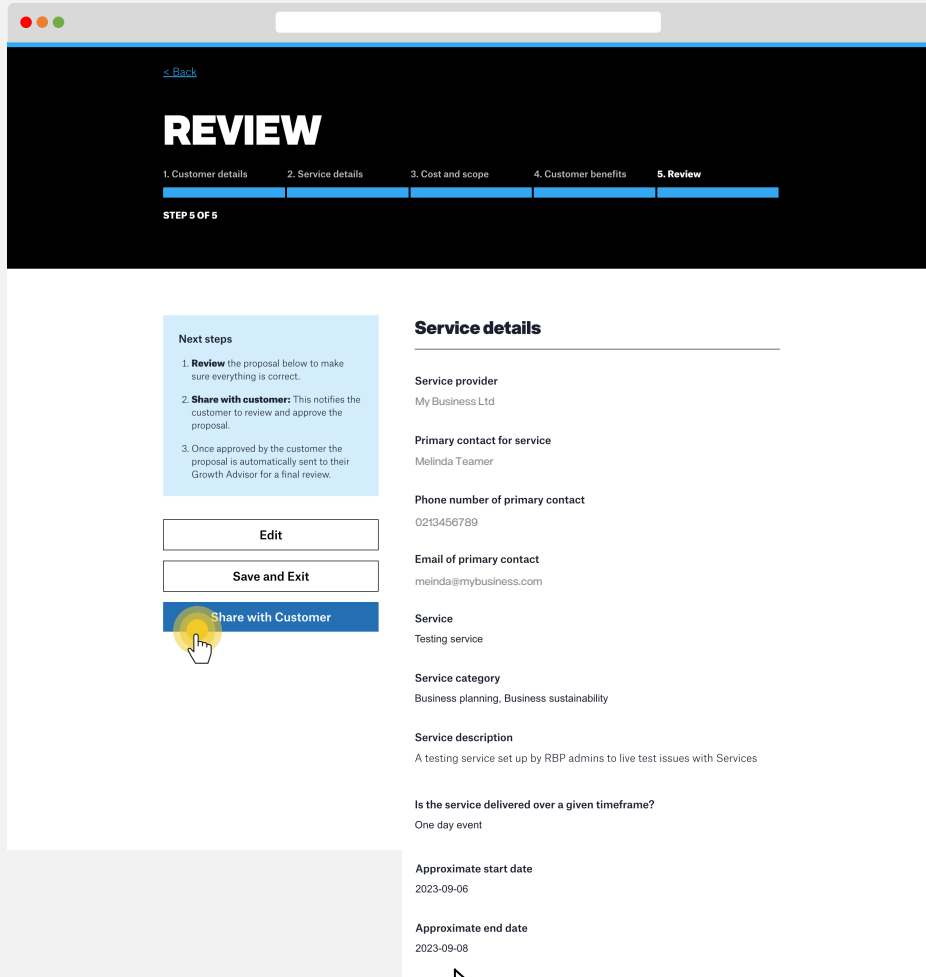 < Back
REVIEW
1. Customer details
2. Service details
3. Cost and scope
4. Customer benefits
5. Review
STEP 5 OF 5
Next steps
1. Review the proposal below to make
sure everything is correct.
2. Share with customer: This notifies the
customer to review and approve the
proposal.
3. Once approved by the customer the
proposal is automatically sent to their
Growth Advisor for a final review.
Edit
Save and Exit
Share with Customer
Service details
Service provider
My Business Ltd
Primary contact for service
Melinda Teamer
Phone number of primary contact
0213456789
Email of primary contact
meinda@mybusiness.com
Service
Testing service
Service category
Business planning, Business sustainability
Service description
A testing service set up by RBP admins to live test issues with Services
Is the service delivered over a given timeframe?
One day event
Approximate start date
2023-09-06
Approximate end date
2023-09-08